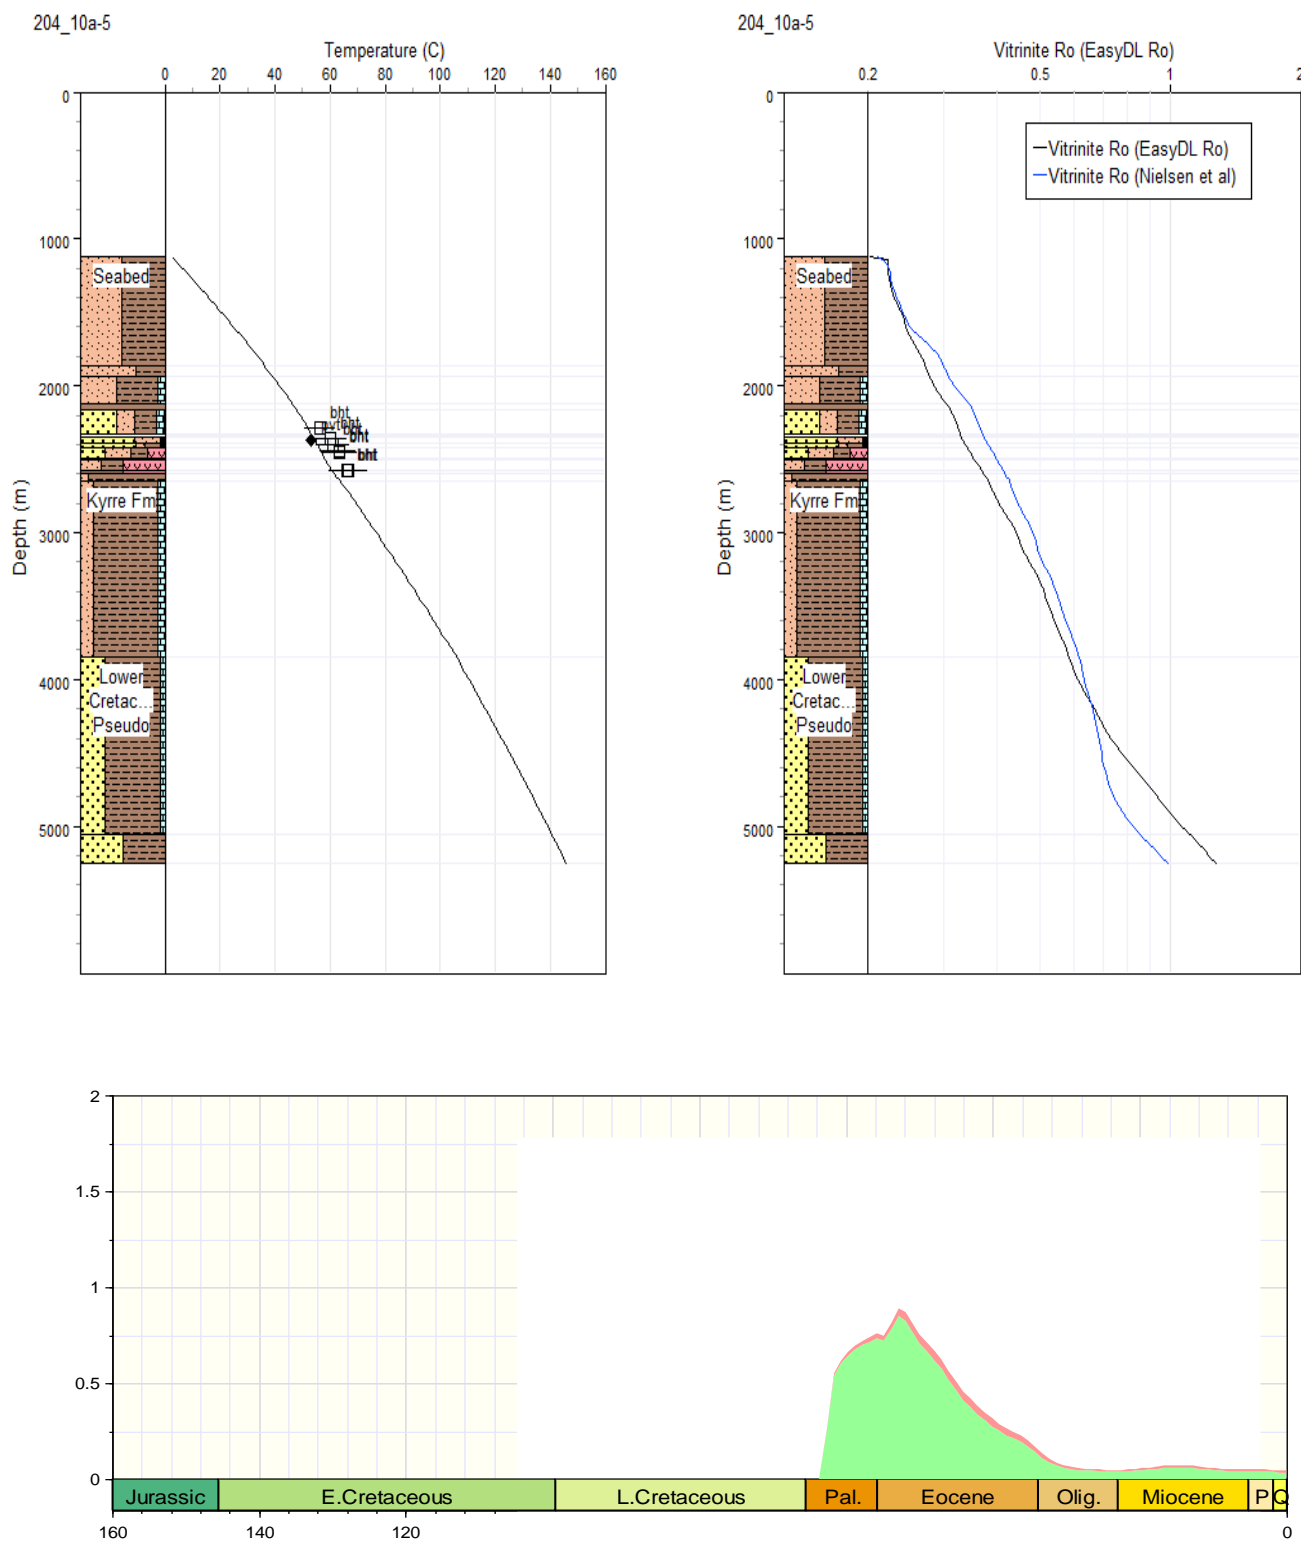 204_10a-5
Temperature (C)
0 20 40 60 80 100 120 140 160
0
1000
2000
3000
4000
5000
Depth (m)
Seabed
Kyrre Fm
Lower
Cretac...
Pseudo
bht
bht
bht
204_10a-5
Vitrinite Ro (EasyDL Ro)
0.2 0.5 1 2
Vitrinite Ro (EasyDL Ro)
Vitrinite Ro (Nielsen et al)
0
1000
2000
3000
4000
5000
Depth (m)
Seabed
Kyrre Fm
Lower
Cretac...
Pseudo
2
1.5
1
0.5
0
Jurassic E.Cretaceous L.Cretaceous Pal. Eocene Olig. Miocene P Q
160 140 120 0